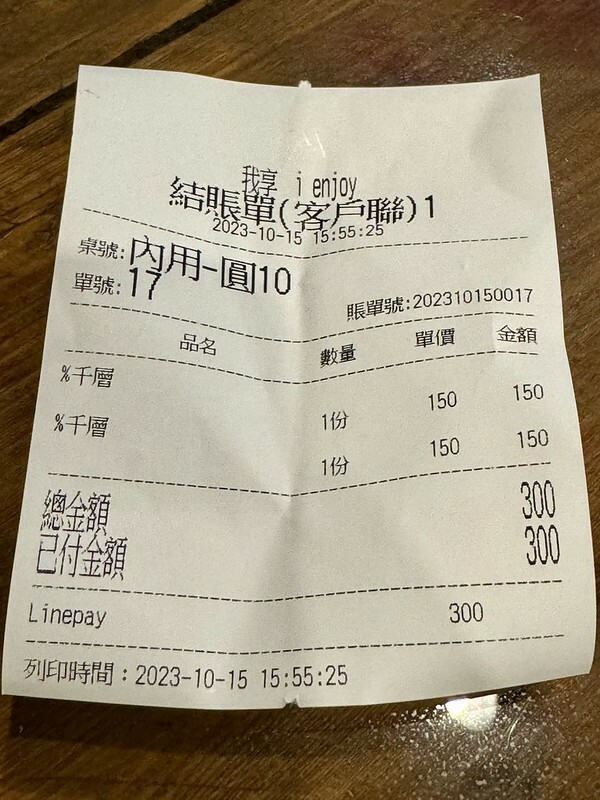 我享 i enjoy
結賬單(客戶聯)1
2023-10-15 15:55:25
桌號:內用-圓10
單號:17
賬單號:202310150017
品名 數量 單價 金額
%千層
1份 150 150
%千層
1份 150 150
總金額 300
已付金額 300
Linepay 300
列印時間：2023-10-15 15:55:25